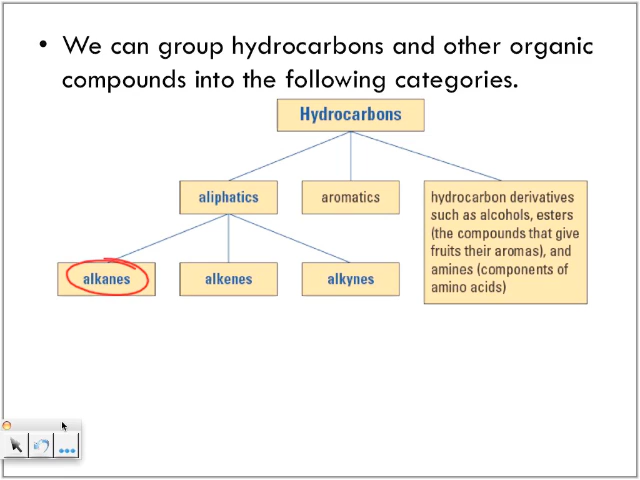 • We can group hydrocarbons and other organic
compounds into the following categories.
Hydrocarbons
aliphatics
aromatics
hydrocarbon derivatives
such as alcohols, esters
(the compounds that give
fruits their aromas), and
amines (components of
amino acids)
alkanes
alkenes
alkynes